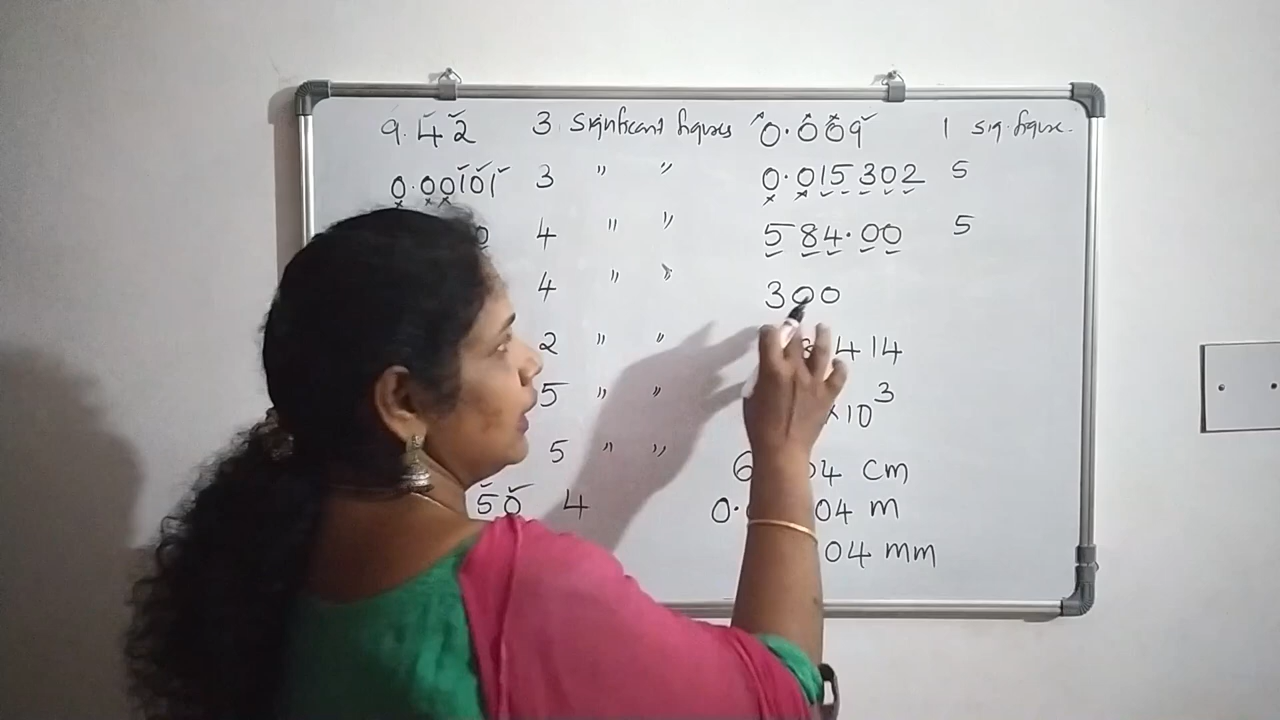 9.42 3 Significant figures
0.00101 3 " "
0 4 " "
4 " "
2 " "
5 " "
5 " "
50 4
0.009 1 sig.figure.
0.015302 5
584.00 5
300
414
×10³
6 04 cm
0. 04 m
04 mm